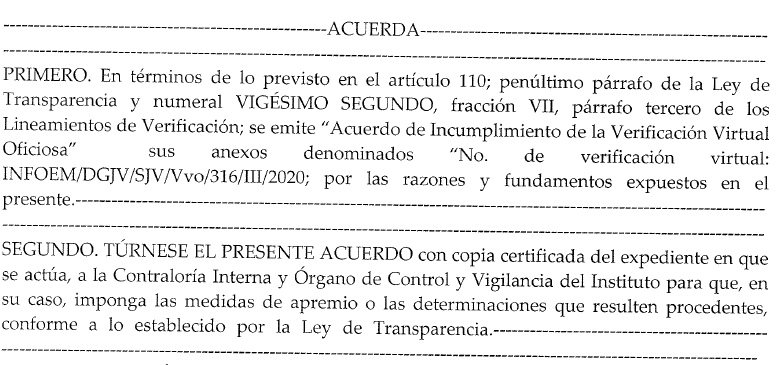 -----------------------------------------------ACUERDA--------------------------------------------------
----------------------------------------------------------------------------------------------------------------
PRIMERO. En términos de lo previsto en el artículo 110; penúltimo párrafo de la Ley de
Transparencia y numeral VIGÉSIMO SEGUNDO, fracción VII, párrafo tercero de los
Lineamientos de Verificación; se emite “Acuerdo de Incumplimiento de la Verificación Virtual
Oficiosa” sus anexos denominados “No. de verificación virtual:
INFOEM/DGJV/SJV/Vvo/316/III/2020; por las razones y fundamentos expuestos en el
presente.-----------------------------------------------------------------------------------------------------
----------------------------------------------------------------------------------------------------------------
SEGUNDO. TÚRNESE EL PRESENTE ACUERDO con copia certificada del expediente en que
se actúa, a la Contraloría Interna y Órgano de Control y Vigilancia del Instituto para que, en
su caso, imponga las medidas de apremio o las determinaciones que resulten procedentes,
conforme a lo establecido por la Ley de Transparencia.----------------------------------------
---------------------------------------------------------------------------------------------------------------